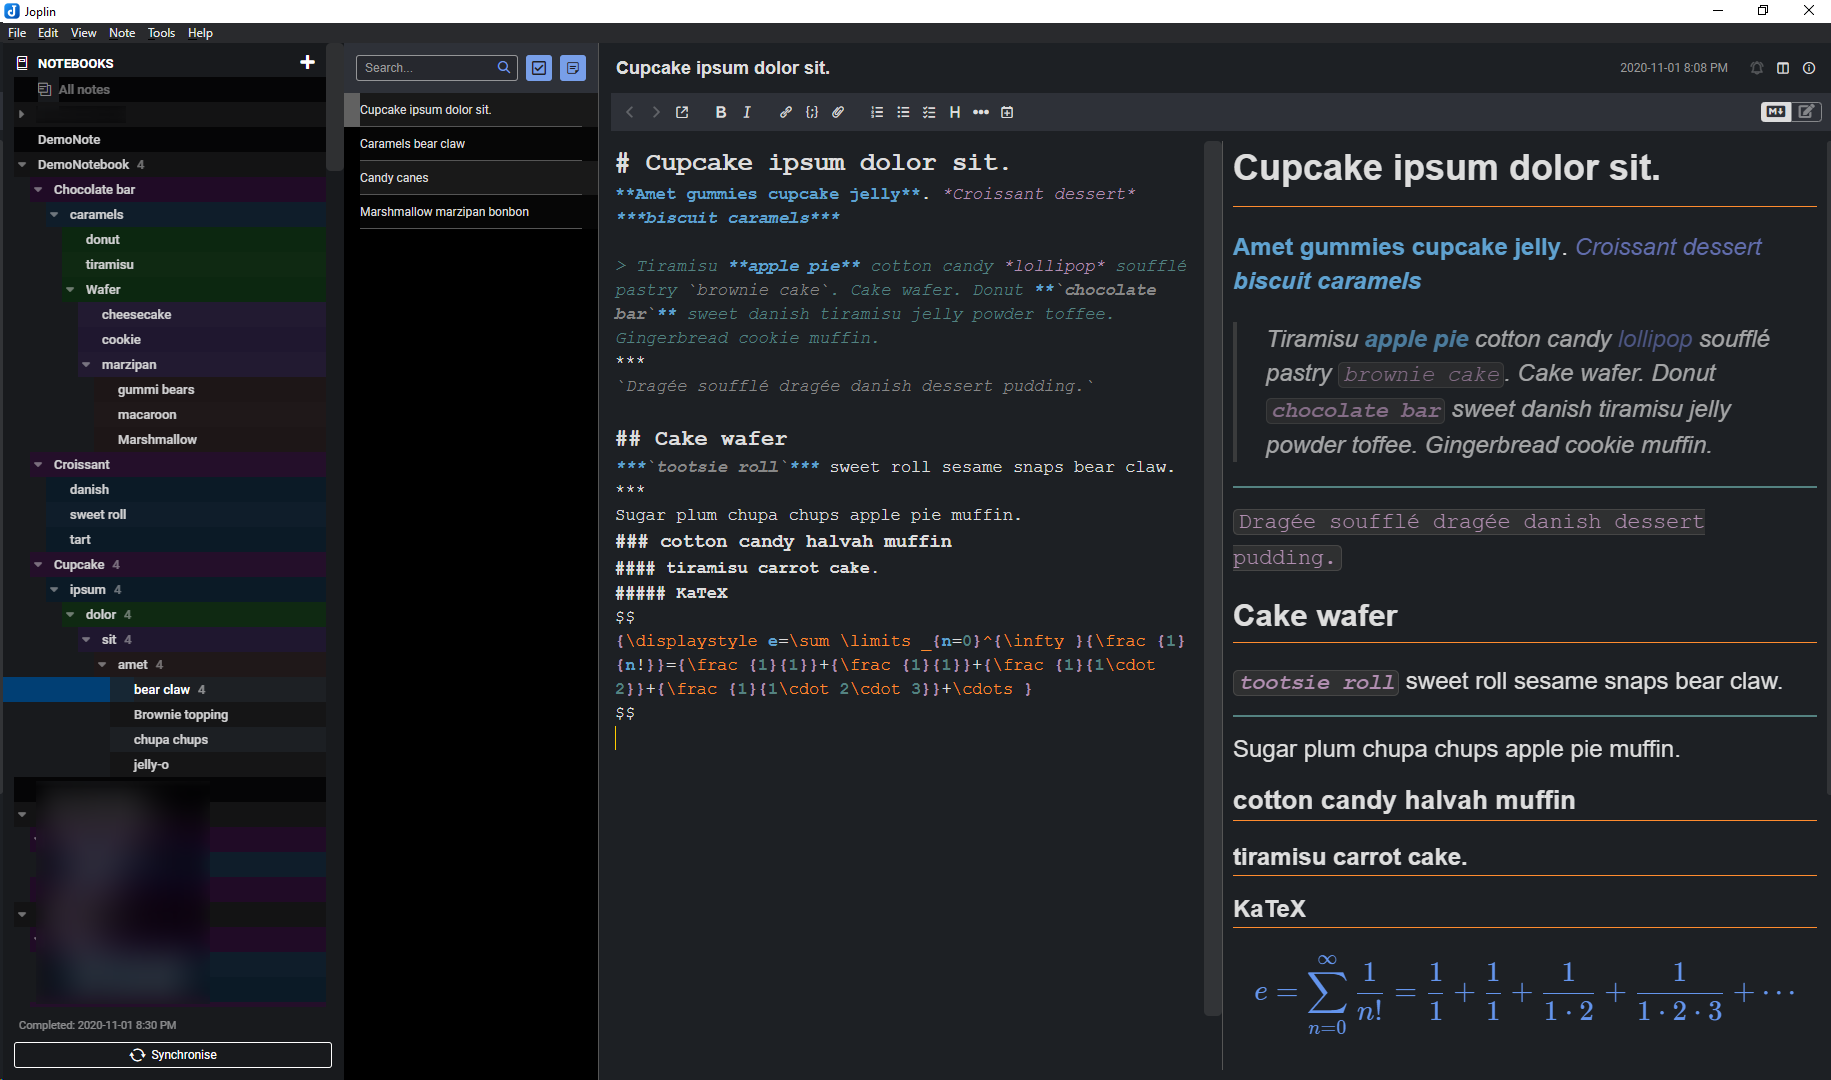 Joplin
File Edit View Note Tools Help
NOTEBOOKS
All notes
DemoNote
DemoNotebook 4
Chocolate bar
caramels
donut
tiramisu
Wafer
cheesecake
cookie
marzipan
gummi bears
macaroon
Marshmallow
Croissant
danish
sweet roll
tart
Cupcake 4
ipsum 4
dolor 4
sit 4
amet 4
bear claw 4
Brownie topping
chupa chups
jelly-o
Completed: 2020-11-01 8:30 PM
Synchronise
Search...
Cupcake ipsum dolor sit.
Caramels bear claw
Candy canes
Marshmallow marzipan bonbon
Cupcake ipsum dolor sit.
2020-11-01 8:08 PM
B I {;} H
M↓
# Cupcake ipsum dolor sit.
**Amet gummies cupcake jelly**. *Croissant dessert*
***biscuit caramels***
> Tiramisu **apple pie** cotton candy *lollipop* soufflé
pastry `brownie cake`. Cake wafer. Donut **`chocolate
bar`** sweet danish tiramisu jelly powder toffee.
Gingerbread cookie muffin.
***
`Dragée soufflé dragée danish dessert pudding.`
## Cake wafer
***`tootsie roll`*** sweet roll sesame snaps bear claw.
***
Sugar plum chupa chups apple pie muffin.
### cotton candy halvah muffin
#### tiramisu carrot cake.
##### KaTeX
$$
{\displaystyle e=\sum \limits _{n=0}^{\infty }{\frac {1}
{n!}}={\frac {1}{1}}+{\frac {1}{1}}+{\frac {1}{1\cdot
2}}+{\frac {1}{1\cdot 2\cdot 3}}+\cdots }
$$
Cupcake ipsum dolor sit.
Amet gummies cupcake jelly. Croissant dessert
biscuit caramels
Tiramisu apple pie cotton candy lollipop soufflé
pastry brownie cake. Cake wafer. Donut
chocolate bar sweet danish tiramisu jelly
powder toffee. Gingerbread cookie muffin.
Dragée soufflé dragée danish dessert
pudding.
Cake wafer
tootsie roll sweet roll sesame snaps bear claw.
Sugar plum chupa chups apple pie muffin.
cotton candy halvah muffin
tiramisu carrot cake.
KaTeX
e = ∑_{n=0}^{∞} 1/n! = 1/1 + 1/1 + 1/(1·2) + 1/(1·2·3) + ···